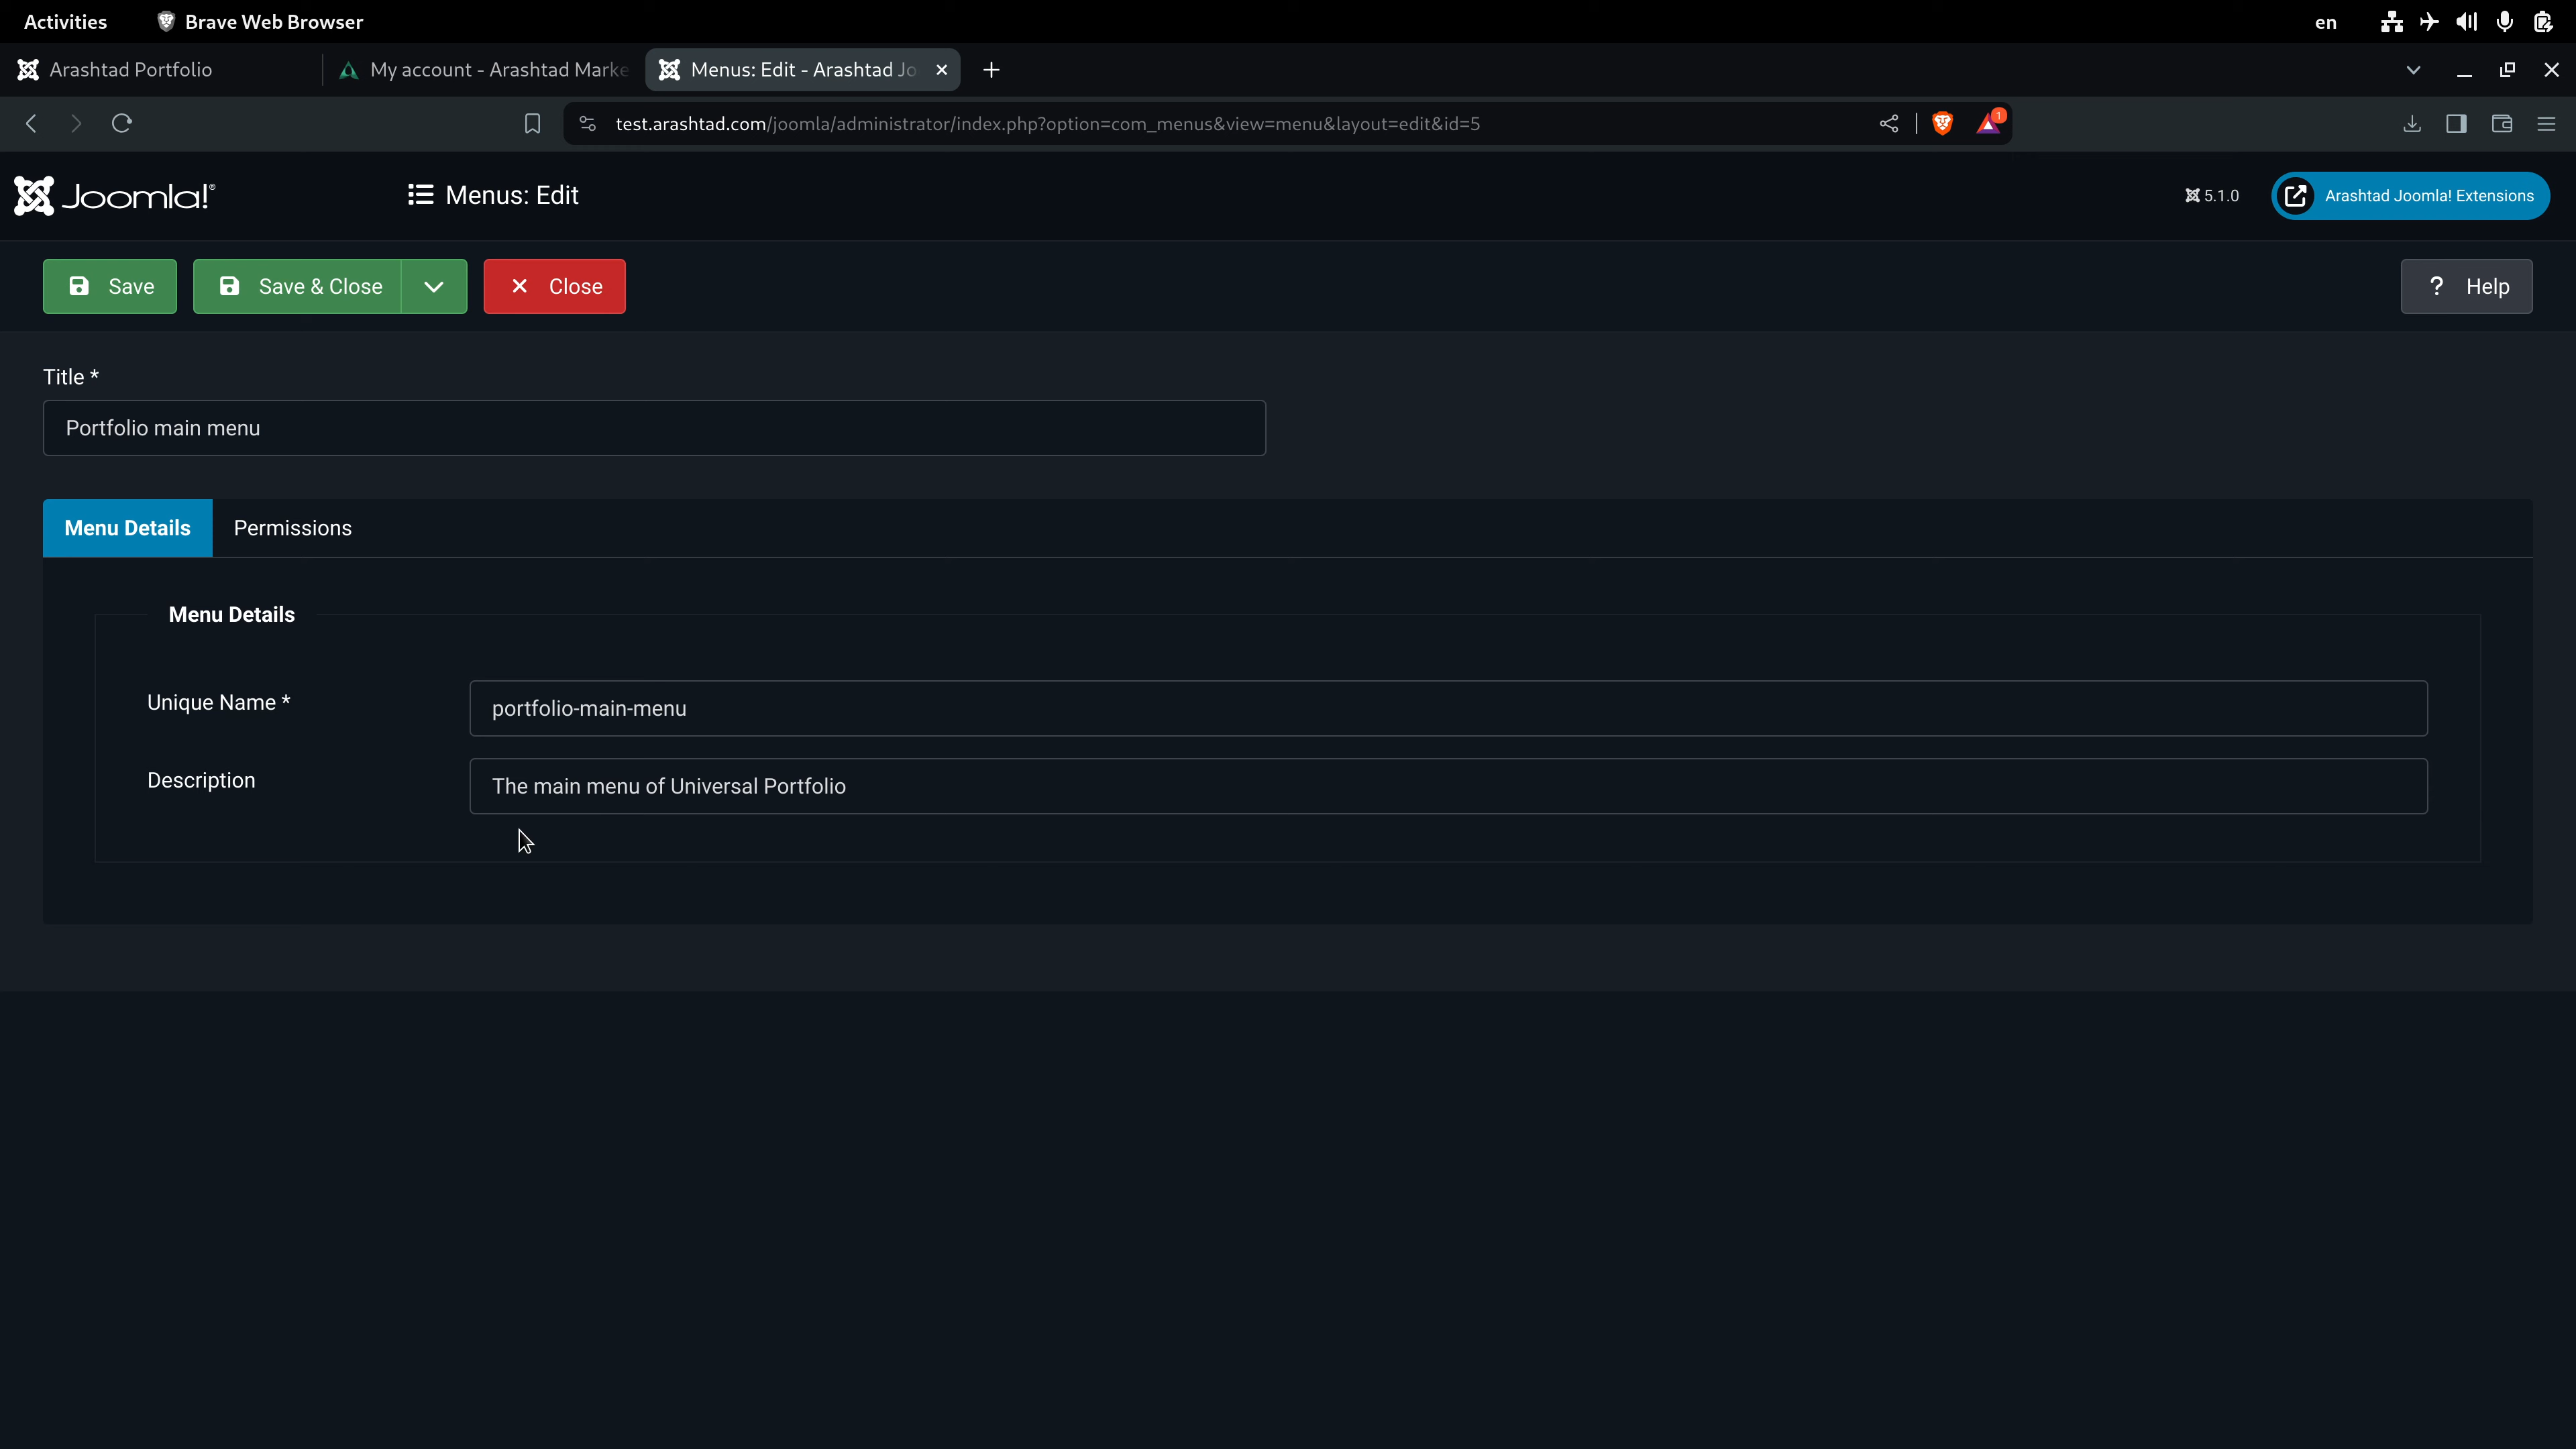 Activities Brave Web Browser en
Arashtad Portfolio My account - Arashtad Marke Menus: Edit - Arashtad Jo
test.arashtad.com/joomla/administrator/index.php?option=com_menus&view=menu&layout=edit&id=5 1
Joomla!® Menus: Edit 5.1.0 Arashtad Joomla! Extensions
Save Save & Close Close ? Help
Title *
Portfolio main menu
Menu Details Permissions
Menu Details
Unique Name * portfolio-main-menu
Description The main menu of Universal Portfolio